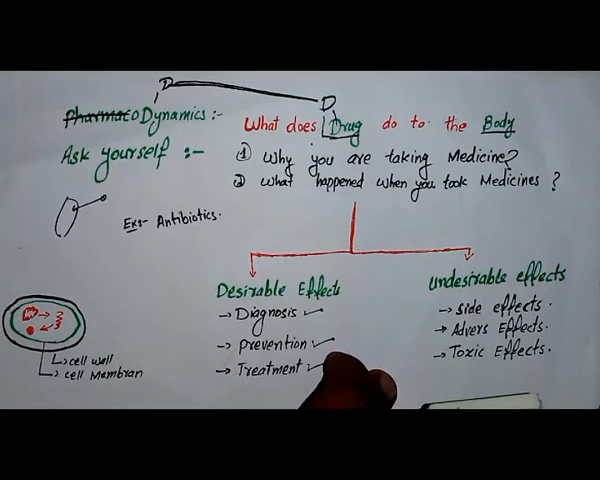 D D
PharmacoDynamics :- What does Drug do to the Body
Ask yourself :- ① Why you are taking Medicine?
② What happened when you took Medicines ?
Exs- Antibiotics.
Desirable Effects
→ Diagnosis
→ Prevention
→ Treatment
Undesirable effects
→ Side effects.
→ Advers Effects.
→ Toxic Effects.
→ cell wall
→ cell Membran